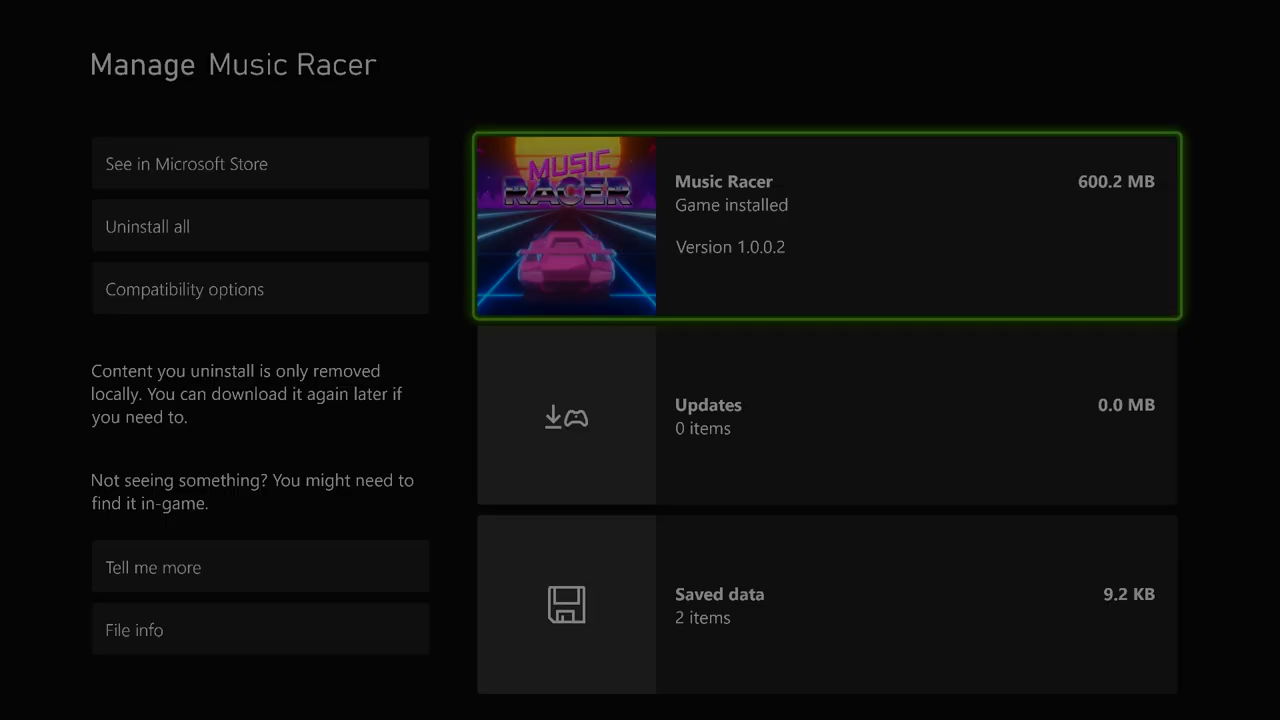 Manage Music Racer
See in Microsoft Store
Uninstall all
Compatibility options
Content you uninstall is only removed
locally. You can download it again later if
you need to.
Not seeing something? You might need to
find it in-game.
Tell me more
File info
MUSIC
RACER
Music Racer 600.2 MB
Game installed
Version 1.0.0.2
Updates 0.0 MB
0 items
Saved data 9.2 KB
2 items